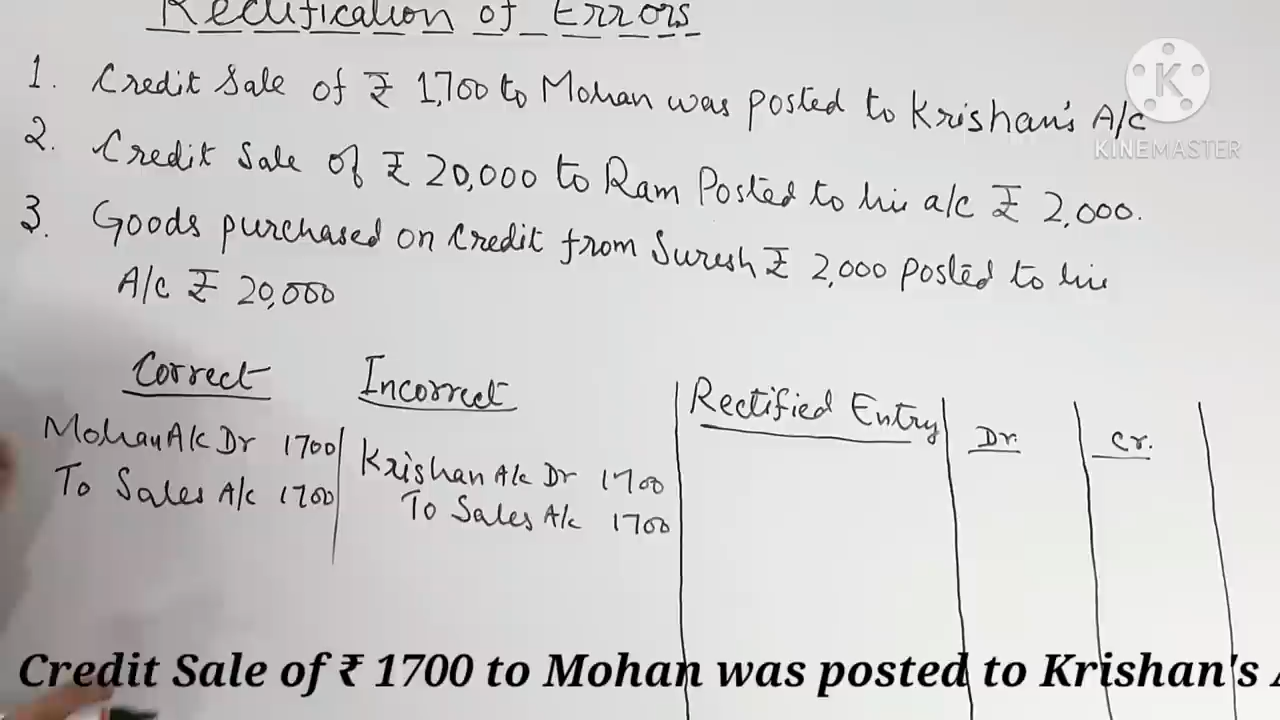 Rectification of Errors
1. Credit Sale of ₹ 1,700 to Mohan was posted to Krishan's A/c
2. Credit Sale of ₹ 20,000 to Ram Posted to his a/c ₹ 2,000.
3. Goods purchased on Credit from Suresh ₹ 2,000 posted to his
A/c ₹ 20,000
Correct
Mohan A/c Dr 1700
To Sales A/c 1700
Incorrect
Krishan A/c Dr 1700
To Sales A/c 1700
Rectified Entry
Dr.
Cr.
K
KINEMASTER
Credit Sale of ₹ 1700 to Mohan was posted to Krishan's